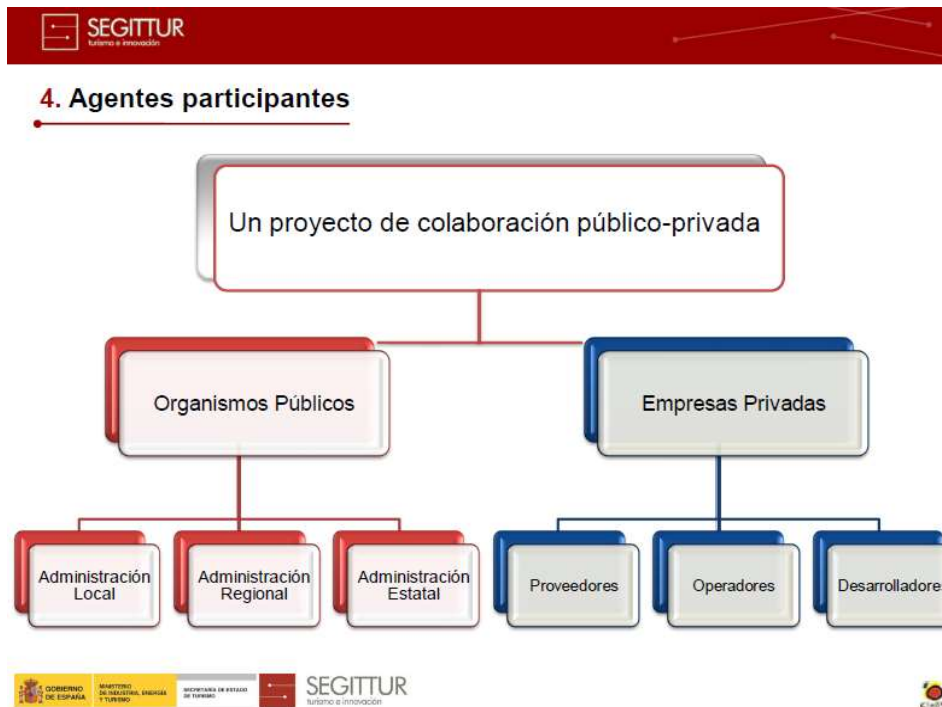 SEGITTUR
turismo e innovación
4. Agentes participantes
Un proyecto de colaboración público-privada
Organismos Públicos
Empresas Privadas
Administración
Local
Administración
Regional
Administración
Estatal
Proveedores
Operadores
Desarrolladore
GOBIERNO
DE ESPAÑA
MINISTERIO
DE INDUSTRIA, ENERGÍA
Y TURISMO
SECRETARÍA DE ESTADO
DE TURISMO
SEGITTUR
turismo e innovación